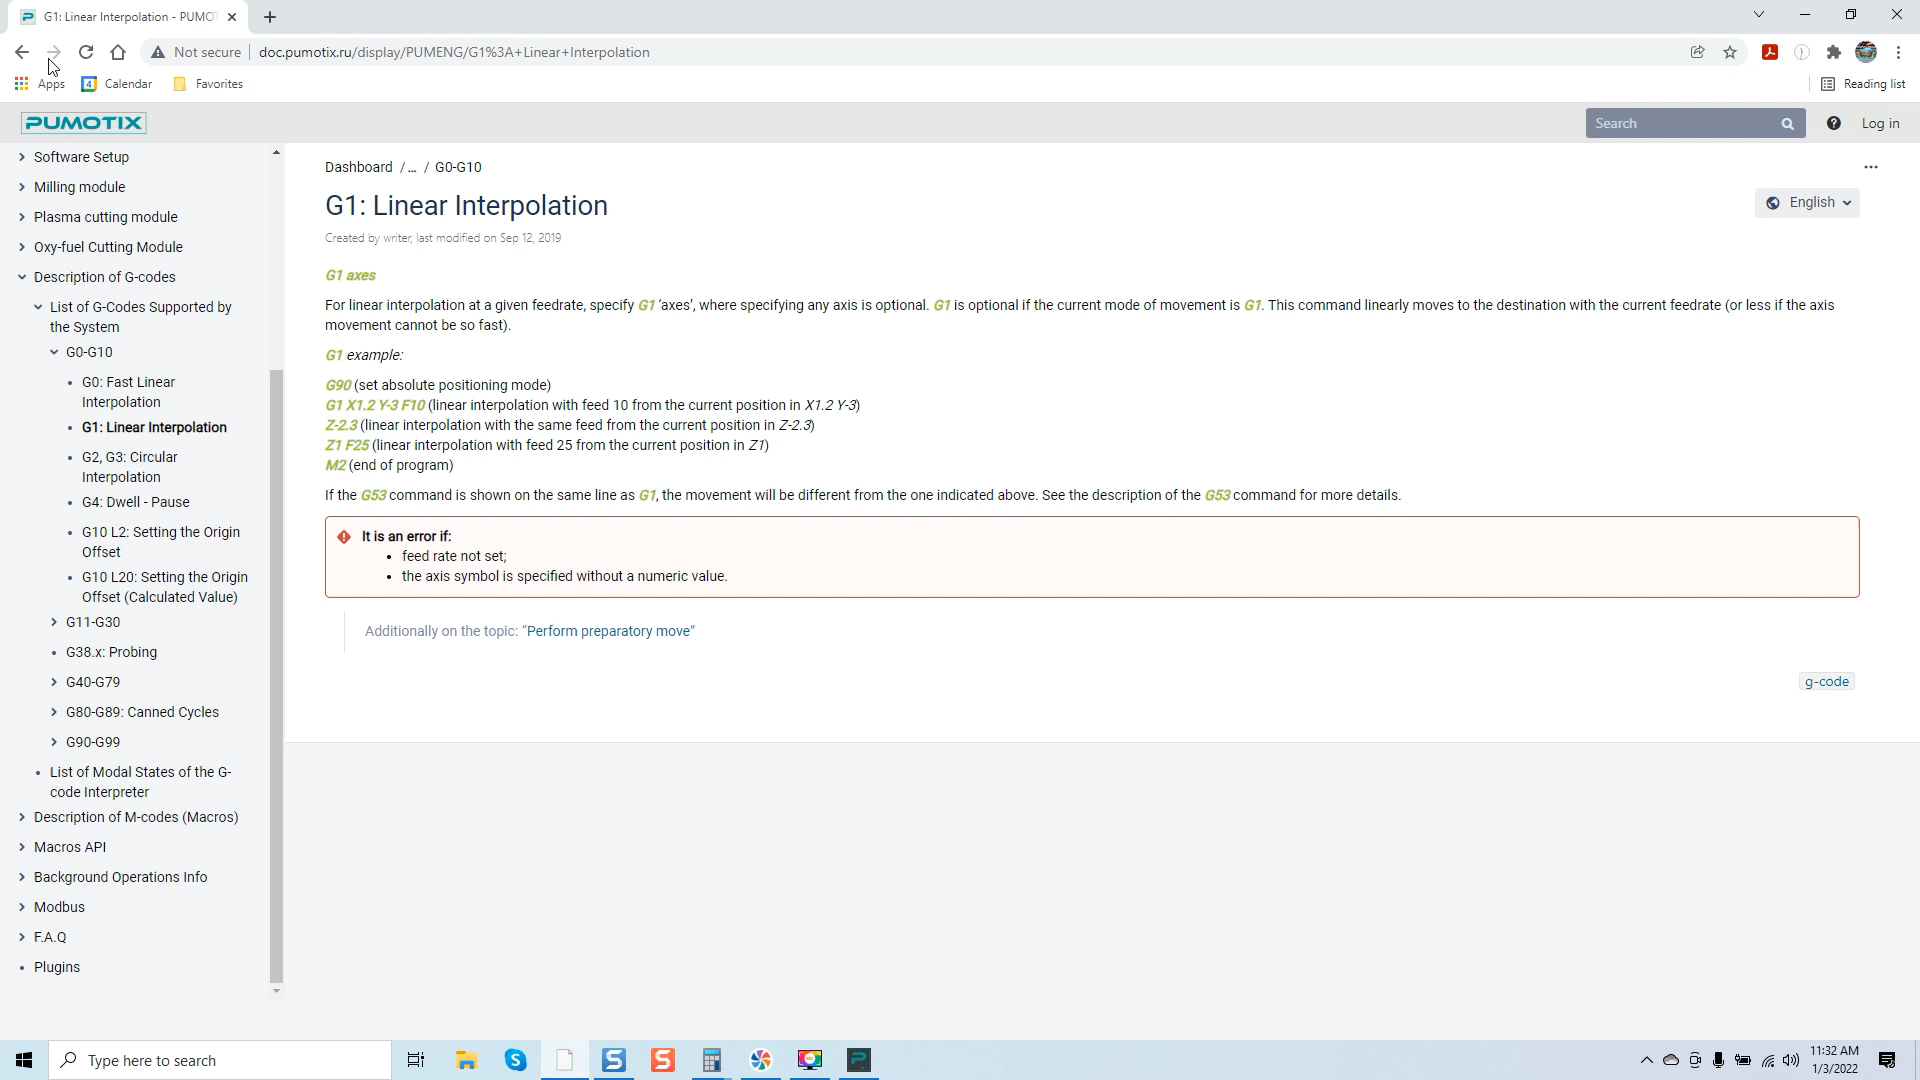 G1: Linear Interpolation - PUMOT
Not secure
doc.pumotix.ru/display/PUMENG/G1%3A+Linear+Interpolation
Apps
4
Calendar
Favorites
Reading list
PUMOTIX
Search
Log in
Software Setup
Milling module
Plasma cutting module
Oxy-fuel Cutting Module
Description of G-codes
List of G-Codes Supported by
the System
G0-G10
G0: Fast Linear
Interpolation
G1: Linear Interpolation
G2, G3: Circular
Interpolation
G4: Dwell - Pause
G10 L2: Setting the Origin
Offset
G10 L20: Setting the Origin
Offset (Calculated Value)
G11-G30
G38.x: Probing
G40-G79
G80-G89: Canned Cycles
G90-G99
List of Modal States of the G-
code Interpreter
Description of M-codes (Macros)
Macros API
Background Operations Info
Modbus
F.A.Q
Plugins
Dashboard /... / G0-G10
G1: Linear Interpolation
English
Created by writer, last modified on Sep 12, 2019
G1 axes
For linear interpolation at a given feedrate, specify G1 ‘axes’, where specifying any axis is optional. G1 is optional if the current mode of movement is G1. This command linearly moves to the destination with the current feedrate (or less if the axis
movement cannot be so fast).
G1 example:
G90 (set absolute positioning mode)
G1 X1.2 Y-3 F10 (linear interpolation with feed 10 from the current position in X1.2 Y-3)
Z-2.3 (linear interpolation with the same feed from the current position in Z-2.3)
Z1 F25 (linear interpolation with feed 25 from the current position in Z1)
M2 (end of program)
If the G53 command is shown on the same line as G1, the movement will be different from the one indicated above. See the description of the G53 command for more details.
It is an error if:
feed rate not set;
the axis symbol is specified without a numeric value.
Additionally on the topic: “Perform preparatory move”
g-code
Type here to search
11:32 AM
1/3/2022